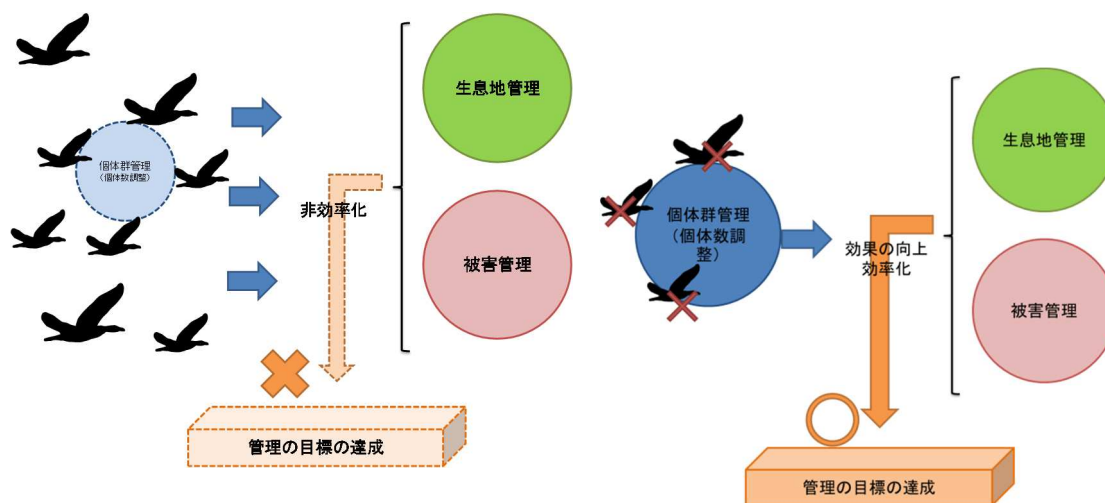 生息地管理
個体群管理
(個体数調整)
非効率化
被害管理
管理の目標の達成
生息地管理
個体群管理
（個体数調
整）
効果の向上
効率化
被害管理
管理の目標の達成